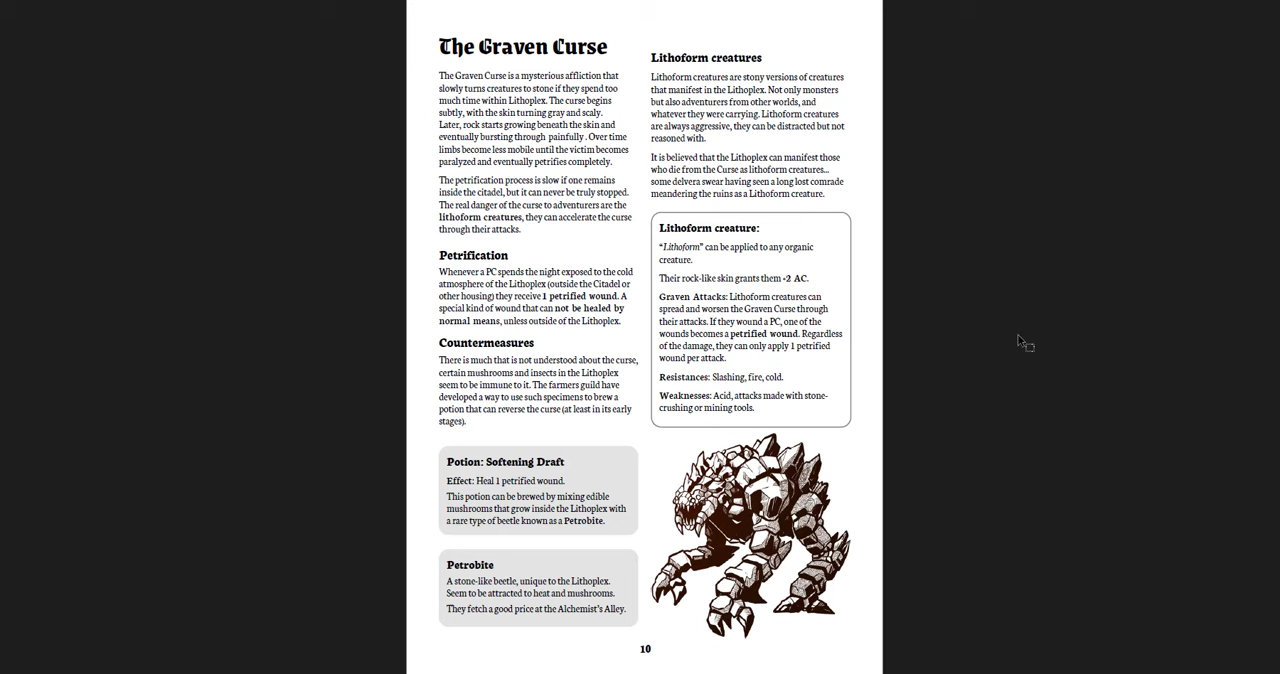 The Graven Curse
The Graven Curse is a mysterious affliction that
slowly turns creatures to stone if they spend too
much time within Lithoplex. The curse begins
subtly, with the skin turning gray and scaly.
Later, rock starts growing beneath the skin and
eventually bursting through painfully . Over time
limbs become less mobile until the victim becomes
paralyzed and eventually petrifies completely.
The petrification process is slow if one remains
inside the citadel, but it can never be truly stopped.
The real danger of the curse to adventurers are the
lithoform creatures, they can accelerate the curse
through their attacks.
Petrification
Whenever a PC spends the night exposed to the cold
atmosphere of the Lithoplex (outside the Citadel or
other housing) they receive 1 petrified wound. A
special kind of wound that can not be healed by
normal means, unless outside of the Lithoplex.
Countermeasures
There is much that is not understood about the curse,
certain mushrooms and insects in the Lithoplex
seem to be immune to it. The farmers guild have
developed a way to use such specimens to brew a
potion that can reverse the curse (at least in its early
stages).
Potion: Softening Draft
Effect: Heal 1 petrified wound.
This potion can be brewed by mixing edible
mushrooms that grow inside the Lithoplex with
a rare type of beetle known as a Petrobite.
Petrobite
A stone-like beetle, unique to the Lithoplex.
Seem to be attracted to heat and mushrooms.
They fetch a good price at the Alchemist's Alley.
Lithoform creatures
Lithoform creatures are stony versions of creatures
that manifest in the Lithoplex. Not only monsters
but also adventurers from other worlds, and
whatever they were carrying. Lithoform creatures
are always aggressive, they can be distracted but not
reasoned with.
It is believed that the Lithoplex can manifest those
who die from the Curse as lithoform creatures...
some delvera swear having seen a long lost comrade
meandering the ruins as a Lithoform creature.
Lithoform creature:
"Lithoform" can be applied to any organic
creature.
Their rock-like skin grants them +2 AC.
Graven Attacks: Lithoform creatures can
spread and worsen the Graven Curse through
their attacks. If they wound a PC, one of the
wounds becomes a petrified wound. Regardless
of the damage, they can only apply 1 petrified
wound per attack.
Resistances: Slashing, fire, cold.
Weaknesses: Acid, attacks made with stone-
crushing or mining tools.
10